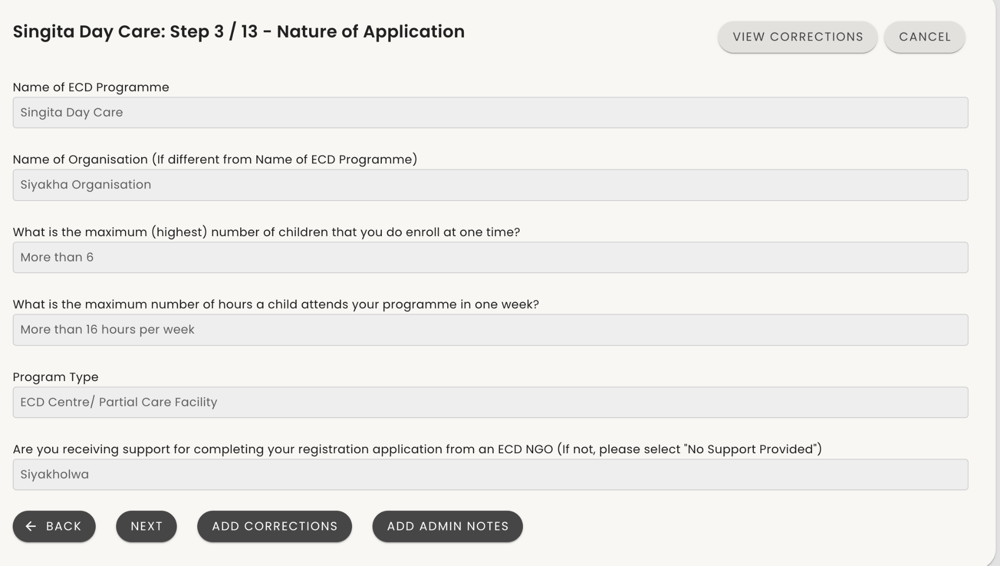 Singita Day Care: Step 3 / 13 - Nature of Application
VIEW CORRECTIONS
CANCEL
Name of ECD Programme
Singita Day Care
Name of Organisation (If different from Name of ECD Programme)
Siyakha Organisation
What is the maximum (highest) number of children that you do enroll at one time?
More than 6
What is the maximum number of hours a child attends your programme in one week?
More than 16 hours per week
Program Type
ECD Centre/ Partial Care Facility
Are you receiving support for completing your registration application from an ECD NGO (If not, please select "No Support Provided")
Siyakholwa
← BACK
NEXT
ADD CORRECTIONS
ADD ADMIN NOTES